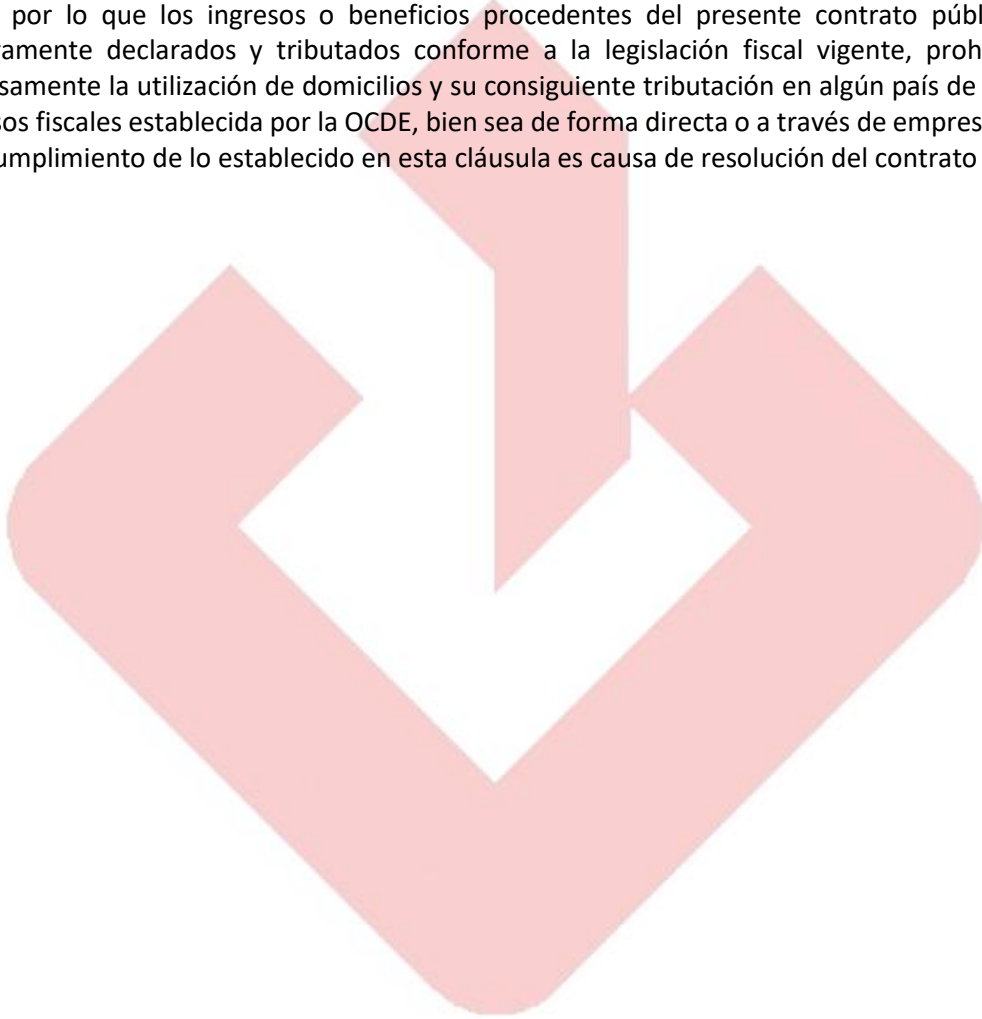 por lo que los ingresos o beneficios procedentes del presente contrato públ
amente declarados y tributados conforme a la legislación fiscal vigente, proh
samente la utilización de domicilios y su consiguiente tributación en algún país de
sos fiscales establecida por la OCDE, bien sea de forma directa o a través de empres
umplimiento de lo establecido en esta cláusula es causa de resolución del contrato